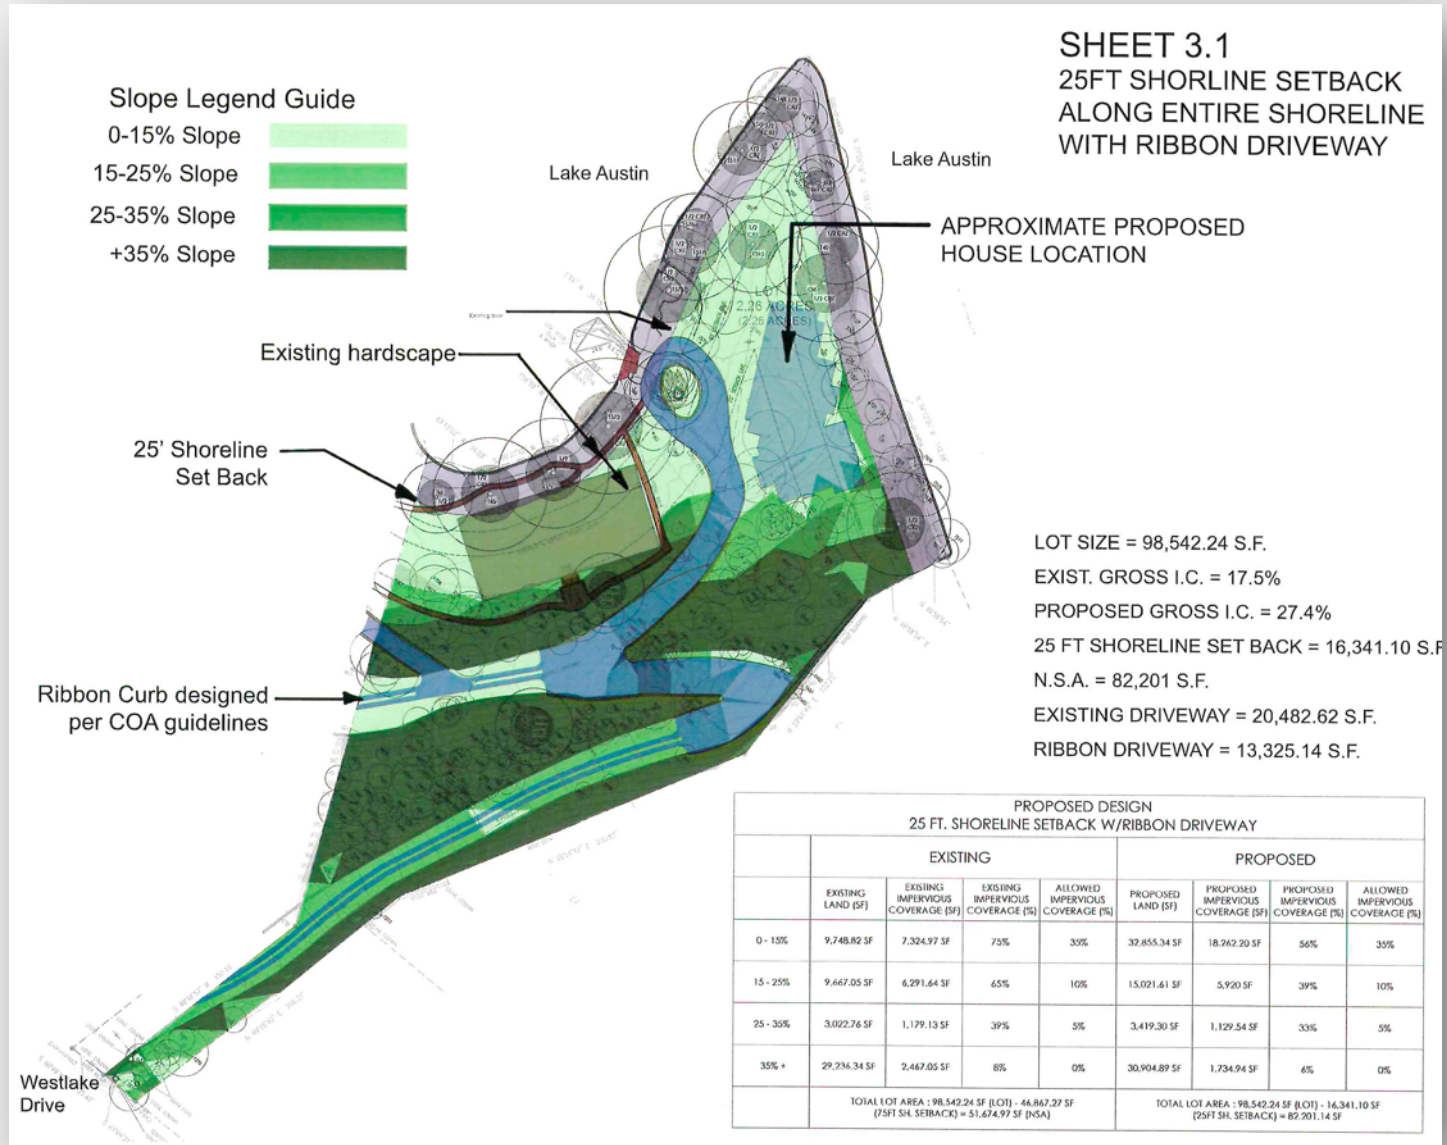 SHEET 3.1
25FT SHORLINE SETBACK
ALONG ENTIRE SHORELINE
WITH RIBBON DRIVEWAY
Slope Legend Guide
0-15% Slope
15-25% Slope
25-35% Slope
+35% Slope
Lake Austin
Lake Austin
APPROXIMATE PROPOSED
HOUSE LOCATION
LOT
2.26 ACRES
(2.26 ACRES)
Existing hardscape
25' Shoreline
Set Back
Ribbon Curb designed
per COA guidelines
Westlake
Drive
LOT SIZE = 98,542.24 S.F.
EXIST. GROSS I.C. = 17.5%
PROPOSED GROSS I.C. = 27.4%
25 FT SHORELINE SET BACK = 16,341.10 S.F
N.S.A. = 82,201 S.F.
EXISTING DRIVEWAY = 20,482.62 S.F.
RIBBON DRIVEWAY = 13,325.14 S.F.
PROPOSED DESIGN
25 FT. SHORELINE SETBACK W/RIBBON DRIVEWAY
EXISTING PROPOSED
EXISTING LAND (SF) EXISTING IMPERVIOUS COVERAGE (SF) EXISTING IMPERVIOUS COVERAGE (%) ALLOWED IMPERVIOUS COVERAGE (%) PROPOSED LAND (SF) PROPOSED IMPERVIOUS COVERAGE (SF) PROPOSED IMPERVIOUS COVERAGE (%) ALLOWED IMPERVIOUS COVERAGE (%)
0 - 15% 9,748.82 SF 7,324.97 SF 75% 35% 32,855.34 SF 18,262.20 SF 56% 35%
15 - 25% 9,667.05 SF 6,291.64 SF 65% 10% 15,021.61 SF 5,920 SF 39% 10%
25 - 35% 3,022.76 SF 1,179.13 SF 39% 5% 3,419.30 SF 1,129.54 SF 33% 5%
35% + 29,236.34 SF 2,467.05 SF 8% 0% 30,904.89 SF 1,734.94 SF 6% 0%
TOTAL LOT AREA : 98,542.24 SF (LOT) - 46,867.27 SF
(75FT SH. SETBACK) = 51,674.97 SF (NSA)
TOTAL LOT AREA : 98,542.24 SF (LOT) - 16,341.10 SF
(25FT SH. SETBACK) = 82,201.14 SF